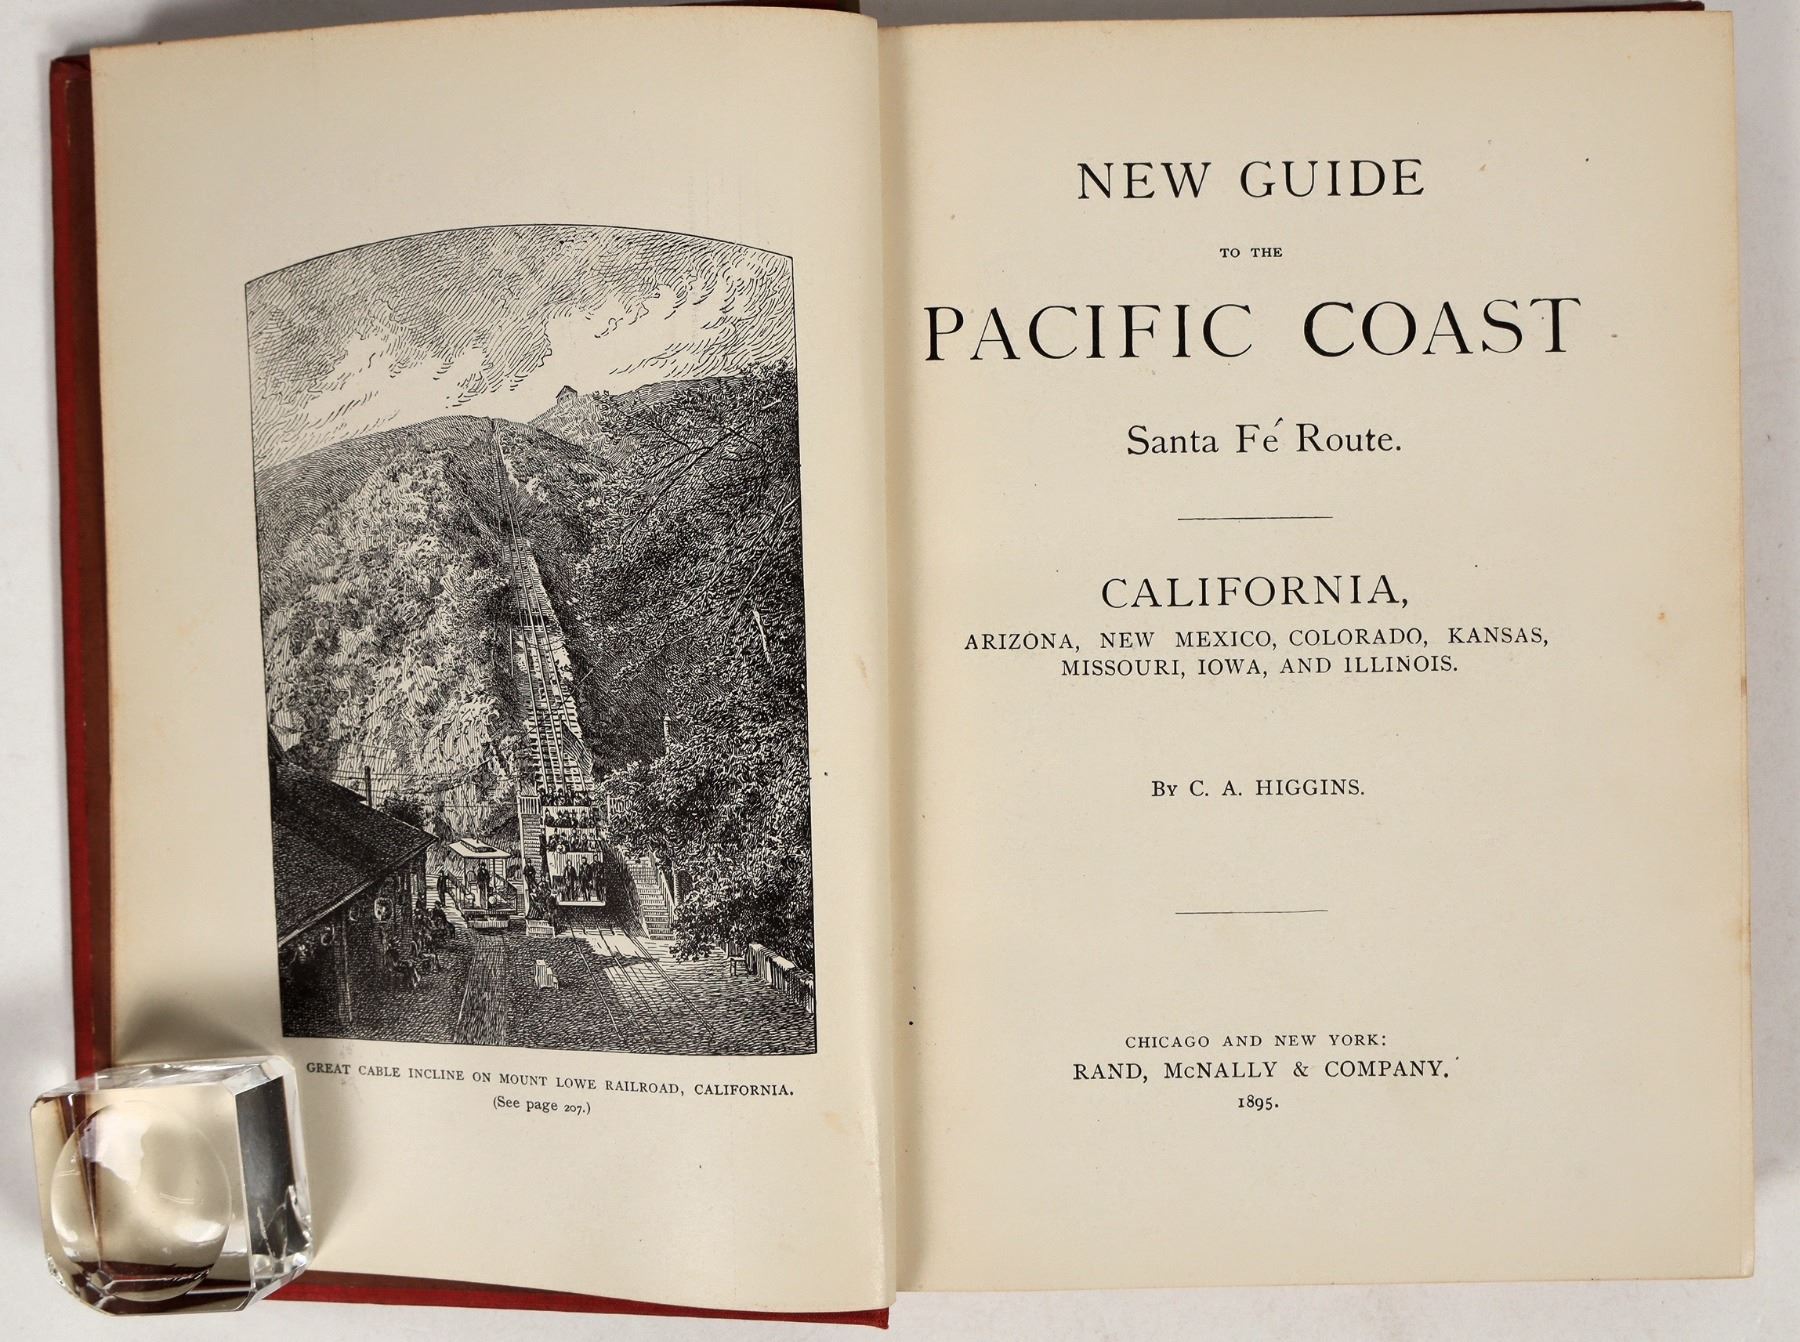 GREAT CABLE INCLINE ON MOUNT LOWE RAILROAD, CALIFORNIA.
(See page 207.)
NEW GUIDE
TO THE
PACIFIC COAST
Santa Fé Route.
CALIFORNIA,
ARIZONA, NEW MEXICO, COLORADO, KANSAS,
MISSOURI, IOWA, AND ILLINOIS.
By C. A. HIGGINS.
CHICAGO AND NEW YORK:
RAND, McNALLY & COMPANY.
1895.